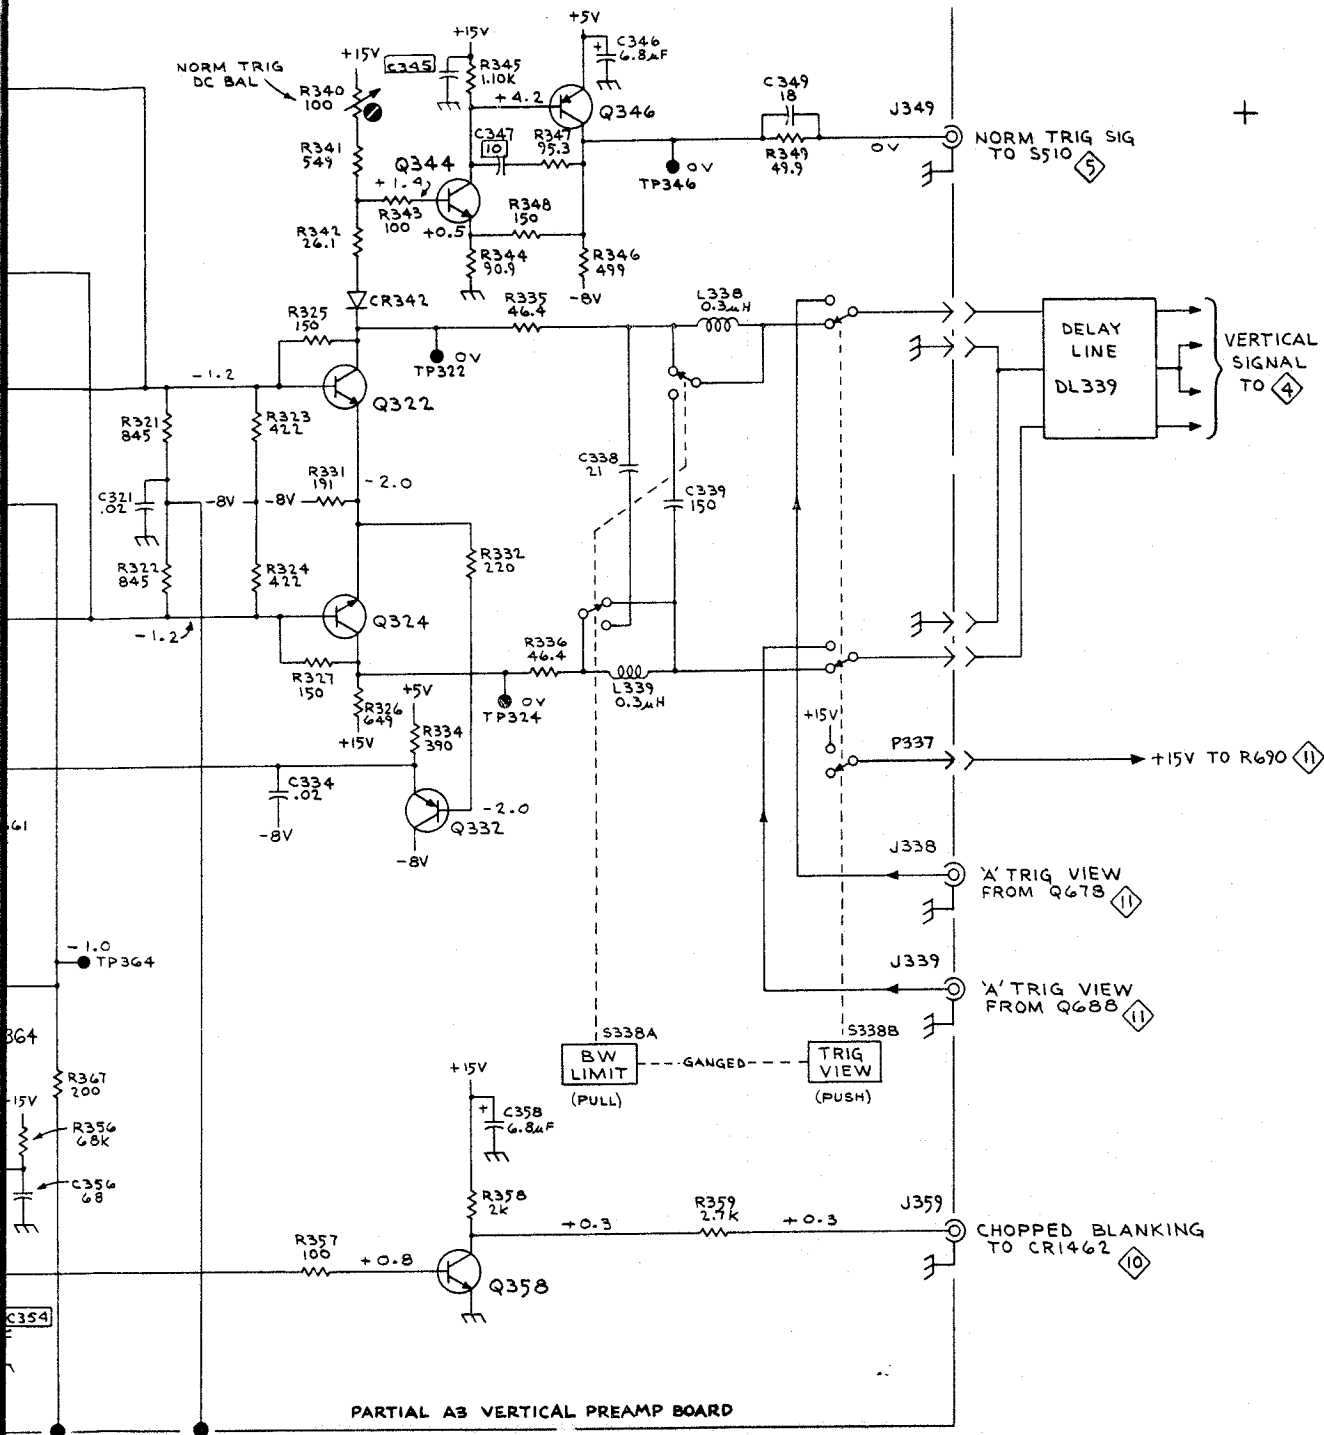 +5V
+15V
C346
6.8µF
+15V
C345
R345
1.10K
NORM TRIG
DC BAL
R340
100
+4.2
Q346
C349
18
J349
C347
10
R347
95.3
R341
549
Q344
NORM TRIG SIG
TO S510
5
0V
R349
49.9
0V
TP346
+1.4
R343
100
R348
150
R342
26.1
+0.5
R344
90.9
R346
499
-8V
CR342
R335
46.4
L338
0.3µH
R325
150
DELAY
LINE
DL339
VERTICAL
SIGNAL
TO 4
0V
TP322
-1.2
Q322
R321
845
R323
422
C338
21
R331
191
-2.0
C321
.02
-8V
-8V
C339
150
R322
845
R324
422
R332
220
Q324
-1.2
R336
46.4
R327
150
L339
0.3µH
+5V
0V
TP324
R326
649
+15V
R334
390
+15V
P337
+15V TO R690 11
C334
.02
-8V
-2.0
Q332
-8V
661
J338
'A' TRIG VIEW
FROM Q678
11
-1.0
TP364
J339
'A' TRIG VIEW
FROM Q688
11
364
S338A
S338B
BW
LIMIT
GANGED
TRIG
VIEW
(PULL)
(PUSH)
+15V
R367
200
-15V
C358
6.8µF
R356
68K
C356
68
R358
2K
R359
2.7K
J359
+0.3
+0.3
CHOPPED BLANKING
TO CR1462
10
R357
100
+0.8
Q358
C354
PARTIAL A3 VERTICAL PREAMP BOARD